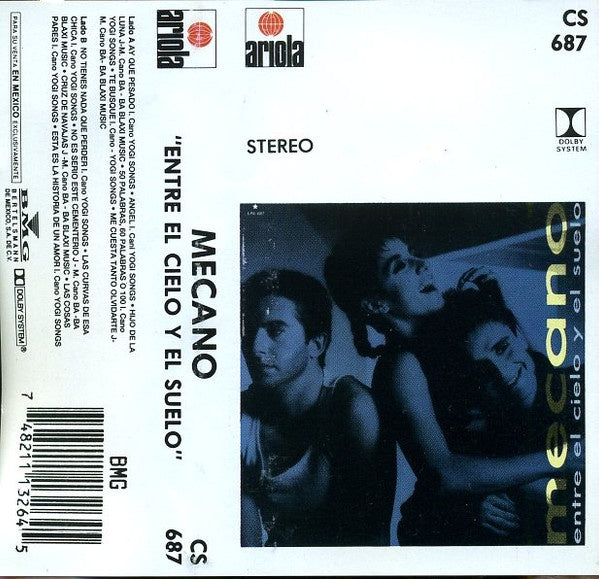 Lado A AY QUE PESADO I. Cano YOGI SONGS • ANGEL I. Cani YOGI SONGS • HIJO DE LA
LUNA J-M. Cano BA - BA BLAXI MUSIC • 50 PALABRAS, 60 PALABRAS O 100 I. Cano
YOGI SONGS • TE BUSQUE I. Cano - YOGI SONGS • ME CUESTA TANTO OLVIDARTE J-
M. Cano BA- BA BLAXI MUSIC
Lado B NO TIENES NADA QUE PERDER I. Cano YOGI SONGS • LAS CURVAS DE ESA
CHICA I. Cano YOGI SONGS • NO ES SERIO ESTE CEMENTERIO J - M. Cano BA -BA
BLAXI MUSIC • CRUZ DE NAVAJAS J -M. Cano BA - BA BLAXI MUSIC • LAS COSAS
PARES I. Cano YOGI SONGS • ESTA ES LA HISTORIA DE UN AMOR I. Cano YOGI SONGS
PARA SU VENTA EN MEXICO EXCLUSIVAMENTE
BMG
BERTELSMANN
DE MEXICO, S.A. DE C.V.
DOLBY SYSTEM®
7 48211 13264 5
ariola
MECANO
"ENTRE EL CIELO Y EL SUELO"
BMG
CS
687
ariola
CS
687
STEREO
DOLBY
SYSTEM
mecano
entre el cielo y el suelo